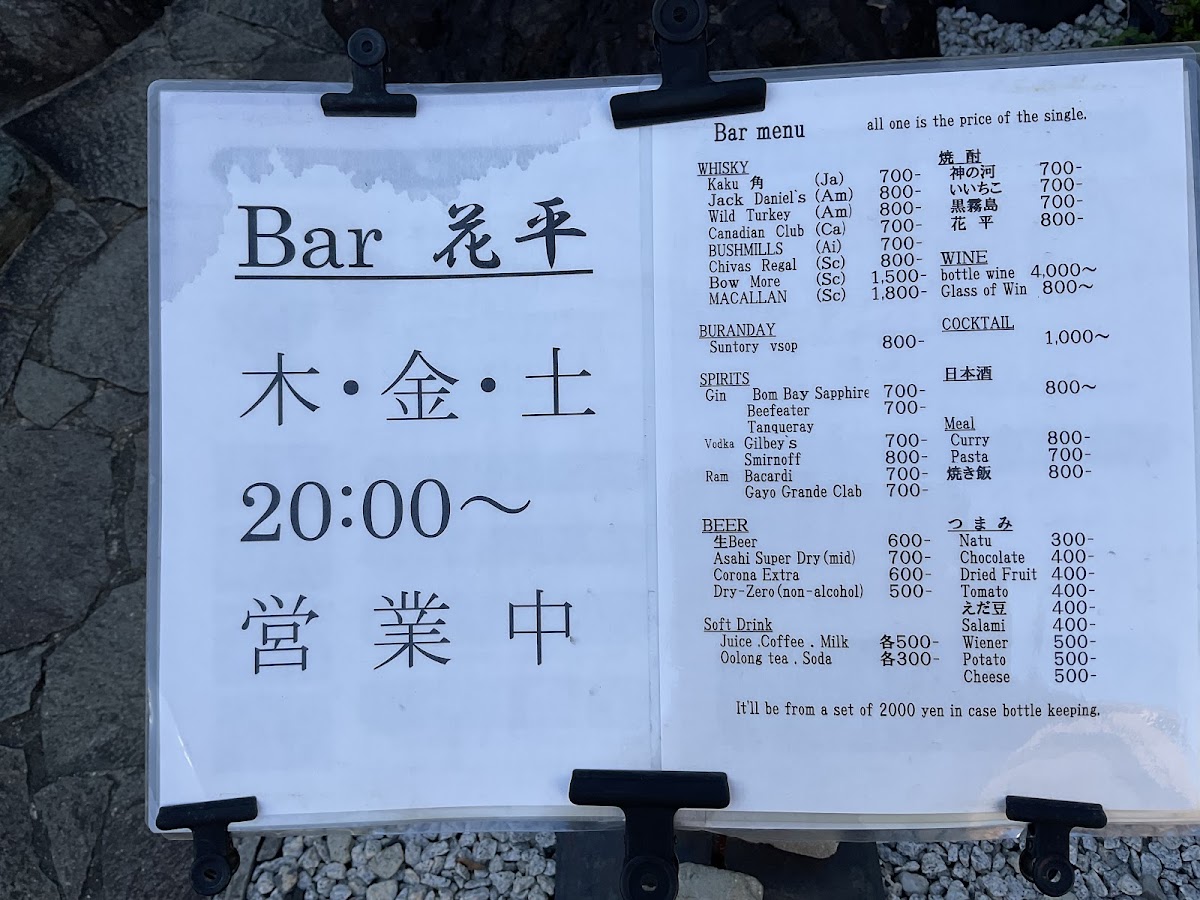 Bar 花平
木・金・土
20:00～
営業中
Bar menu all one is the price of the single.
WHISKY
Kaku 角 (Ja) 700-
Jack Daniel's (Am) 800-
Wild Turkey (Am) 800-
Canadian Club (Ca) 700-
BUSHMILLS (Ai) 700-
Chivas Regal (Sc) 800-
Bow More (Sc) 1,500-
MACALLAN (Sc) 1,800-
BURANDAY
Suntory vsop 800-
SPIRITS
Gin Bom Bay Sapphire 700-
Beefeater 700-
Tanqueray
Vodka Gilbey`s 700-
Smirnoff 800-
Ram Bacardi 700-
Gayo Grande Clab 700-
BEER
生Beer 600-
Asahi Super Dry(mid) 700-
Corona Extra 600-
Dry-Zero(non-alcohol) 500-
Soft Drink
Juice .Coffee . Milk 各500-
Oolong tea . Soda 各300-
焼 酎
神の河 700-
いいちこ 700-
黒霧島 700-
花 平 800-
WINE
bottle wine 4,000～
Glass of Win 800～
COCKTAIL
1,000～
日本酒
800～
Meal
Curry 800-
Pasta 700-
焼き飯 800-
つ ま み
Natu 300-
Chocolate 400-
Dried Fruit 400-
Tomato 400-
えだ豆 400-
Salami 400-
Wiener 500-
Potato 500-
Cheese 500-
It'll be from a set of 2000 yen in case bottle keeping.